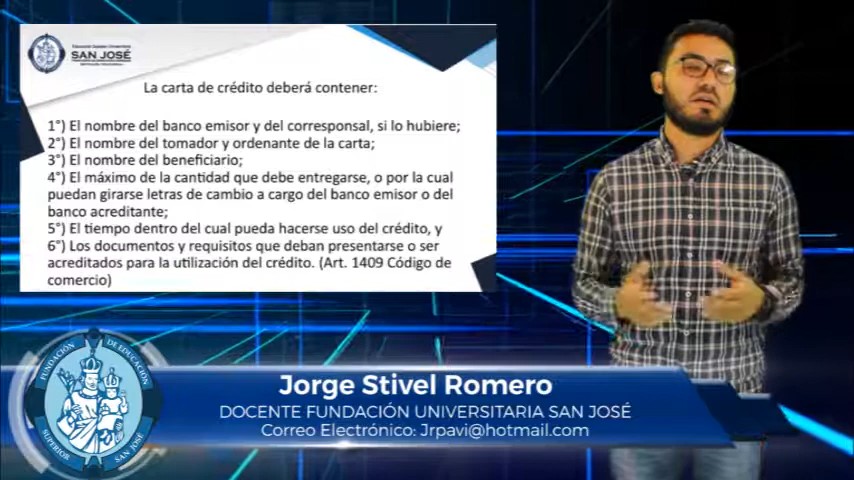 SAN JOSÉ
La carta de crédito deberá contener:
1°) El nombre del banco emisor y del corresponsal, si lo hubiere;
2°) El nombre del tomador y ordenante de la carta;
3°) El nombre del beneficiario;
4°) El máximo de la cantidad que debe entregarse, o por la cual
puedan girarse letras de cambio a cargo del banco emisor o del
banco acreditante;
5°) El tiempo dentro del cual pueda hacerse uso del crédito, y
6°) Los documentos y requisitos que deban presentarse o ser
acreditados para la utilización del crédito. (Art. 1409 Código de
comercio)
FUNDACIÓN DE EDUCACIÓN
SUPERIOR SAN JOSÉ
Jorge Stivel Romero
DOCENTE FUNDACIÓN UNIVERSITARIA SAN JOSÉ
Correo Electrónico: Jrpavi@hotmail.com